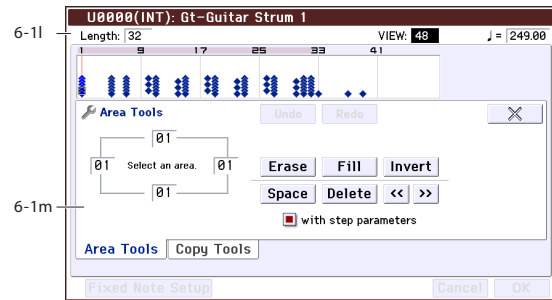 U0000(INT): Gt-Guitar Strum 1
6-1l
Length: 32 VIEW: 48 ♩= 249.00
1 9 17 25 33 41
Area Tools Undo Redo
01
01 Select an area. 01 Erase Fill Invert
01 Space Delete << >>
6-1m
with step parameters
Area Tools Copy Tools
Fixed Note Setup Cancel OK